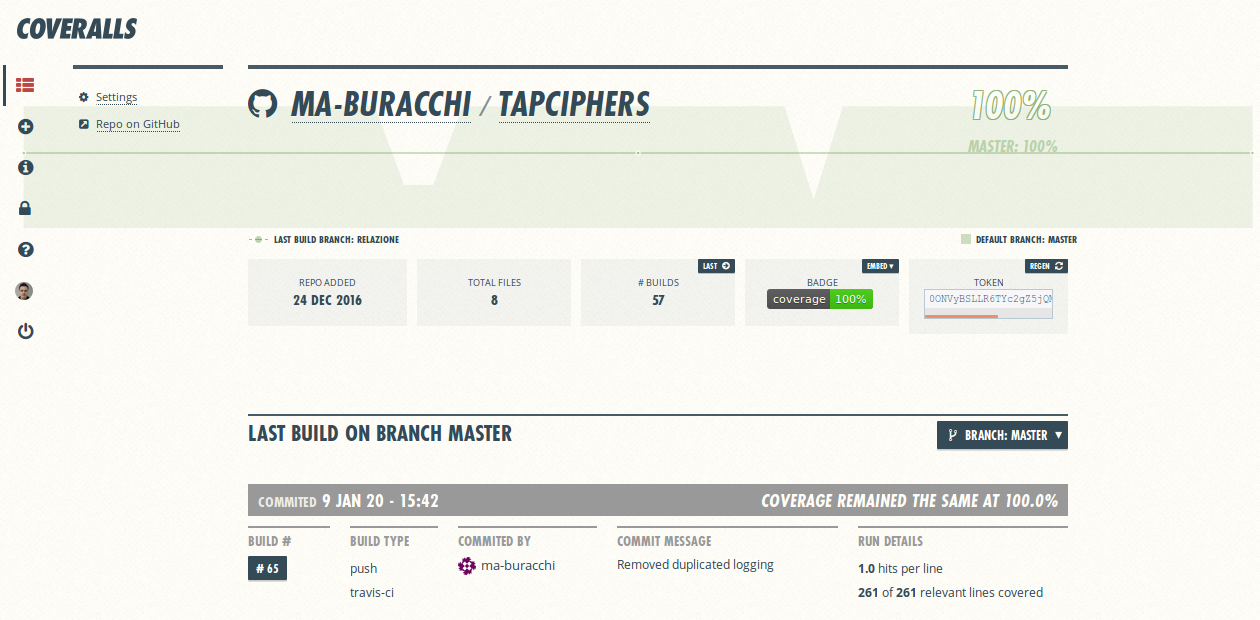 COVERALLS
Settings
Repo on GitHub
MA-BURACCHI / TAPCIPHERS
100%
MASTER: 100%
LAST BUILD BRANCH: RELAZIONE
DEFAULT BRANCH: MASTER
REPO ADDED
24 DEC 2016
TOTAL FILES
8
LAST
# BUILDS
57
EMBED ▾
BADGE
coverage 100%
REGEN
TOKEN
LAST BUILD ON BRANCH MASTER
BRANCH: MASTER ▼
COMMITED 9 JAN 20 - 15:42
COVERAGE REMAINED THE SAME AT 100.0%
BUILD #
# 65
BUILD TYPE
push
travis-ci
COMMITED BY
ma-buracchi
COMMIT MESSAGE
Removed duplicated logging
RUN DETAILS
1.0 hits per line
261 of 261 relevant lines covered